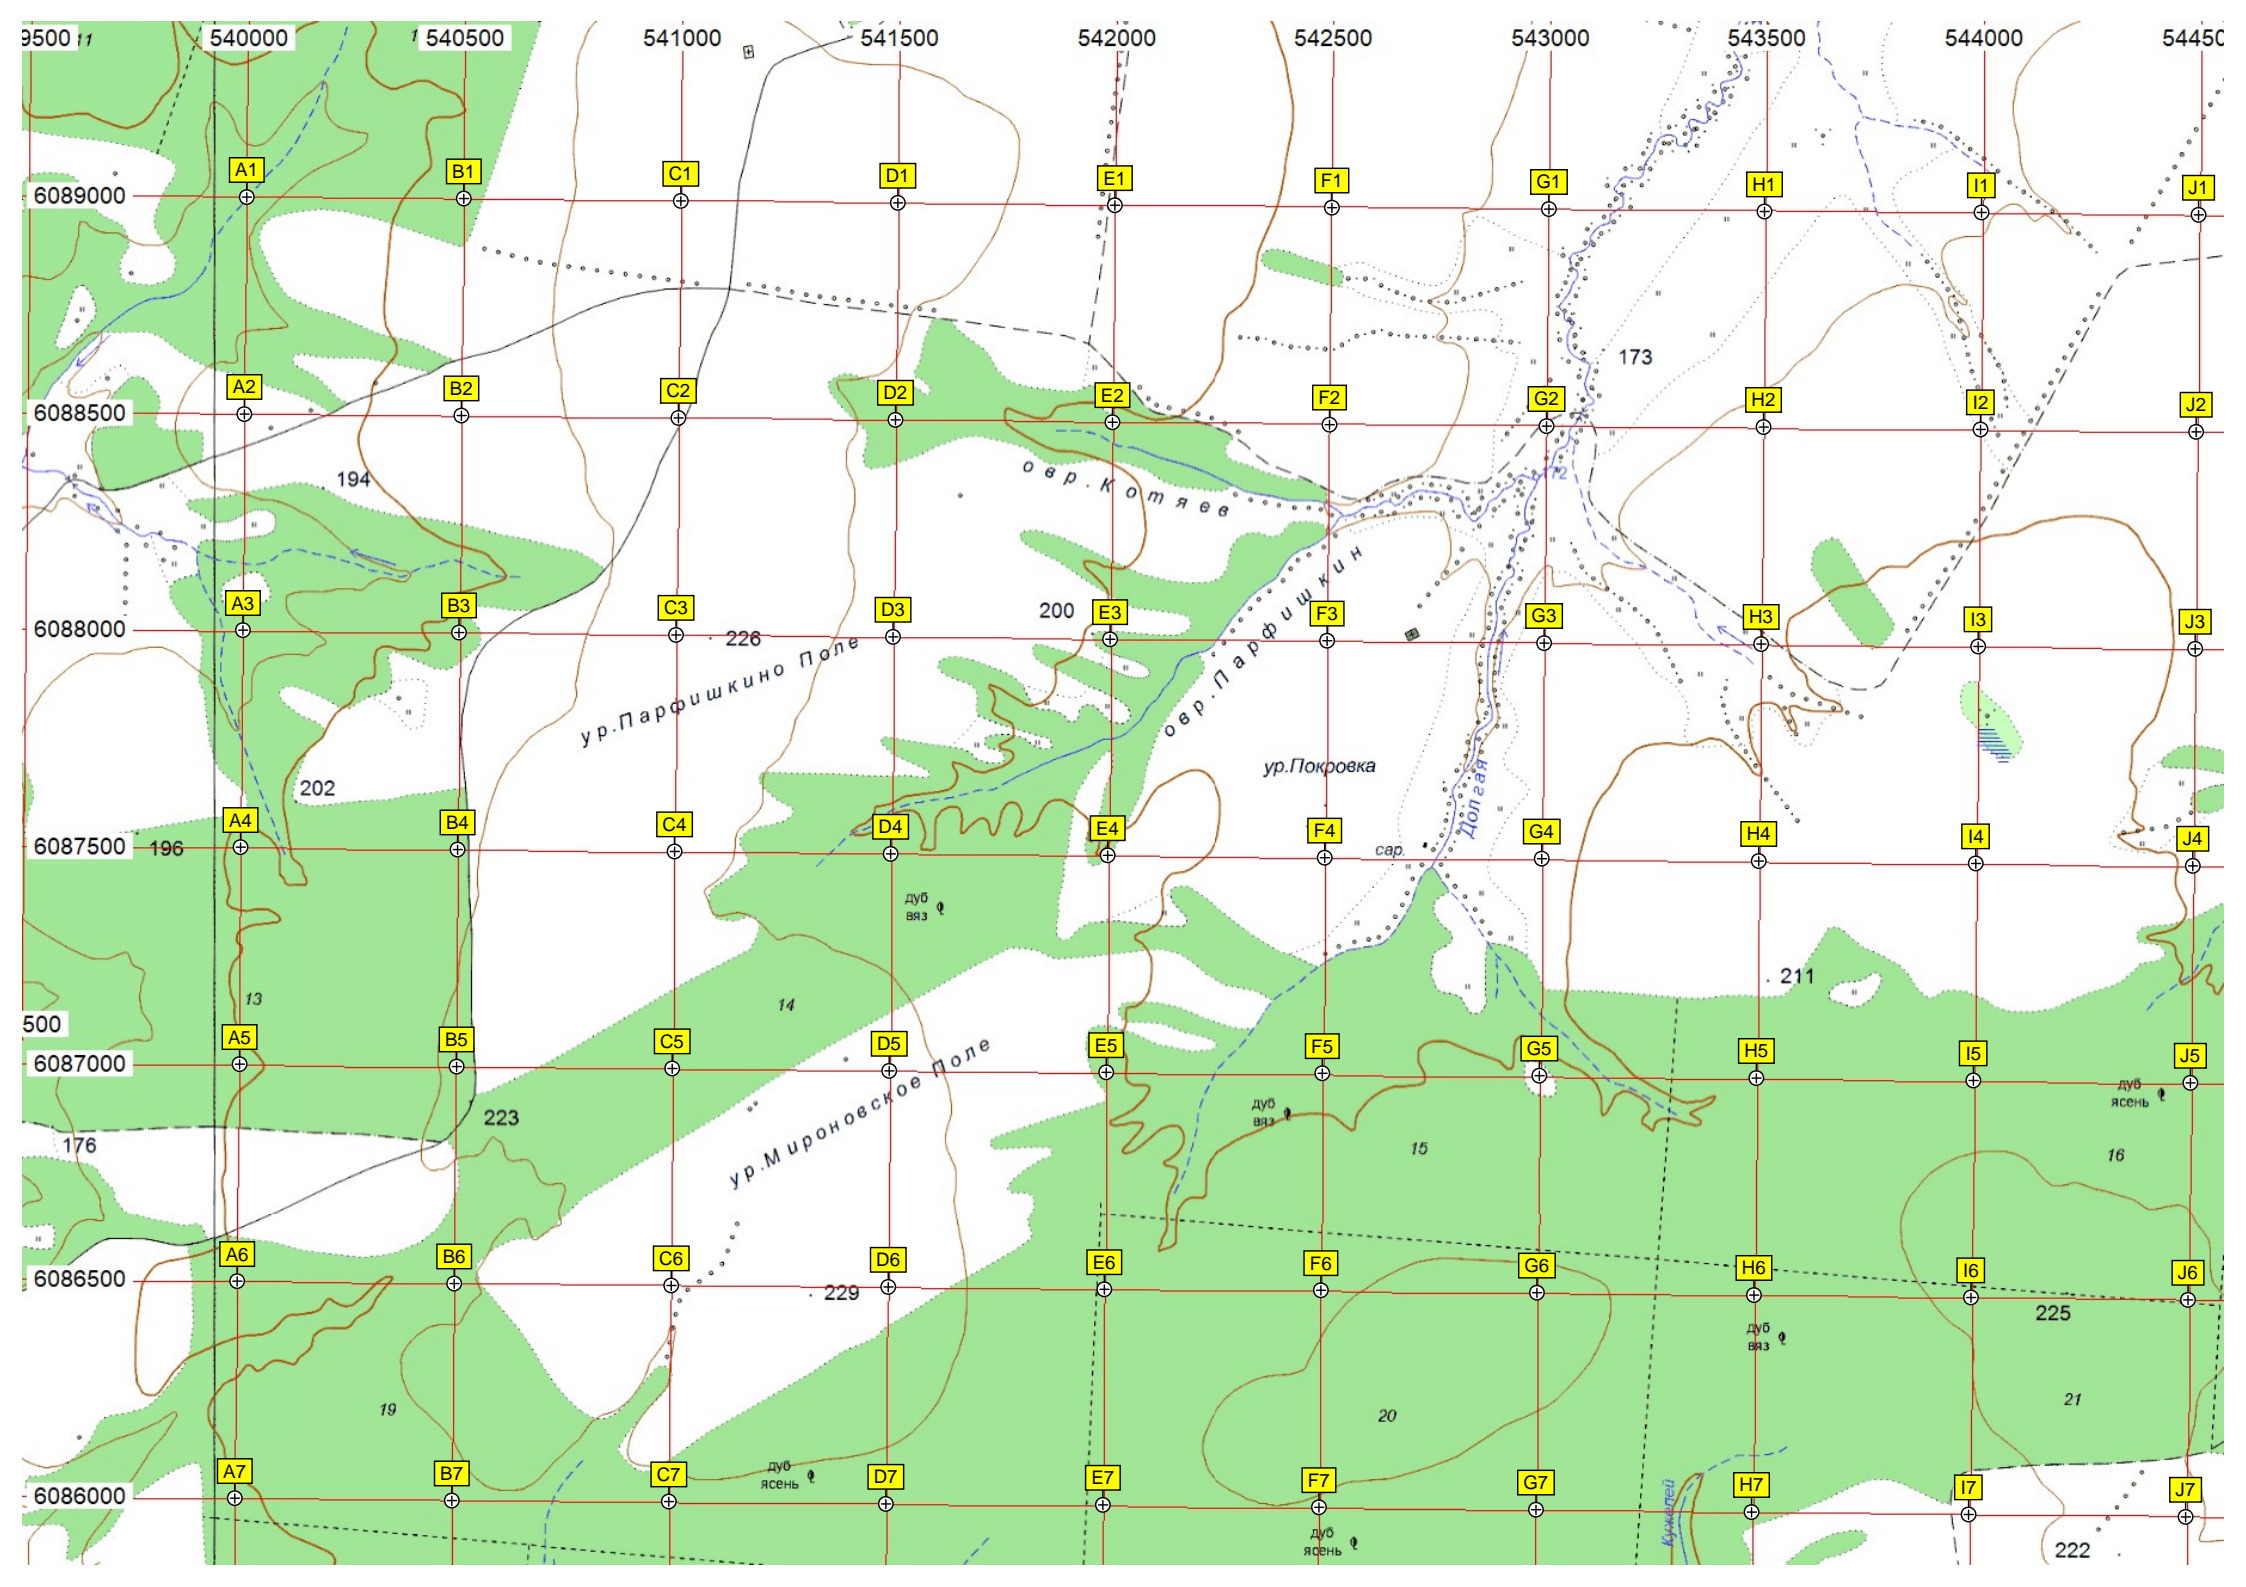 9500 11 540000 1 540500 541000 541500 542000 542500 543000 543500 544000 54450
A1 B1 C1 D1 E1 F1 G1 H1 I1 J1
6089000
173
A2 B2 C2 D2 E2 F2 G2 H2 I2 J2
6088500
194
172
овр. Котяев
A3 B3 C3 D3 E3 F3 G3 H3 I3 J3
6088000
226
200
овр. Парфишкин
ур. Парфишкино Поле
ур. Покровка
202
Долгая
A4 B4 C4 D4 E4 F4 G4 H4 I4 J4
6087500
196
сар.
дуб
вяз
13
14
211
500
A5 B5 C5 D5 E5 F5 G5 H5 I5 J5
6087000
ур. Мироновское Поле
223
176
дуб
вяз
15
дуб
ясень
16
A6 B6 C6 D6 E6 F6 G6 H6 I6 J6
6086500
229
225
дуб
вяз
19
20
21
A7 B7 C7 D7 E7 F7 G7 H7 I7 J7
6086000
дуб
ясень
дуб
ясень
Кужелей
222